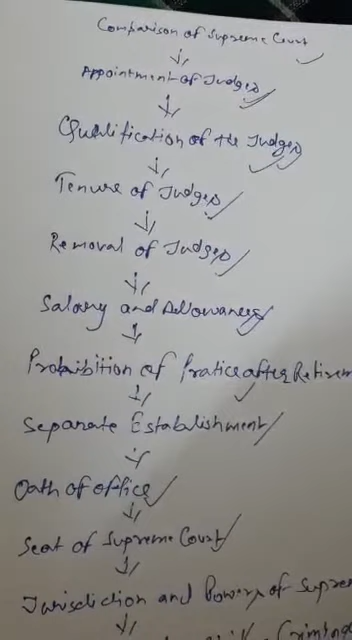 Comparison of Supreme Court
Appointment of Judges
Qualification of the Judges
Tenure of Judges
Removal of Judges
Salary and Allowances
Prohibition of Pratice after Retirem
Separate Establishment
Oath of office
Seat of Supreme Court
Jurisdiction and Powers of Supre